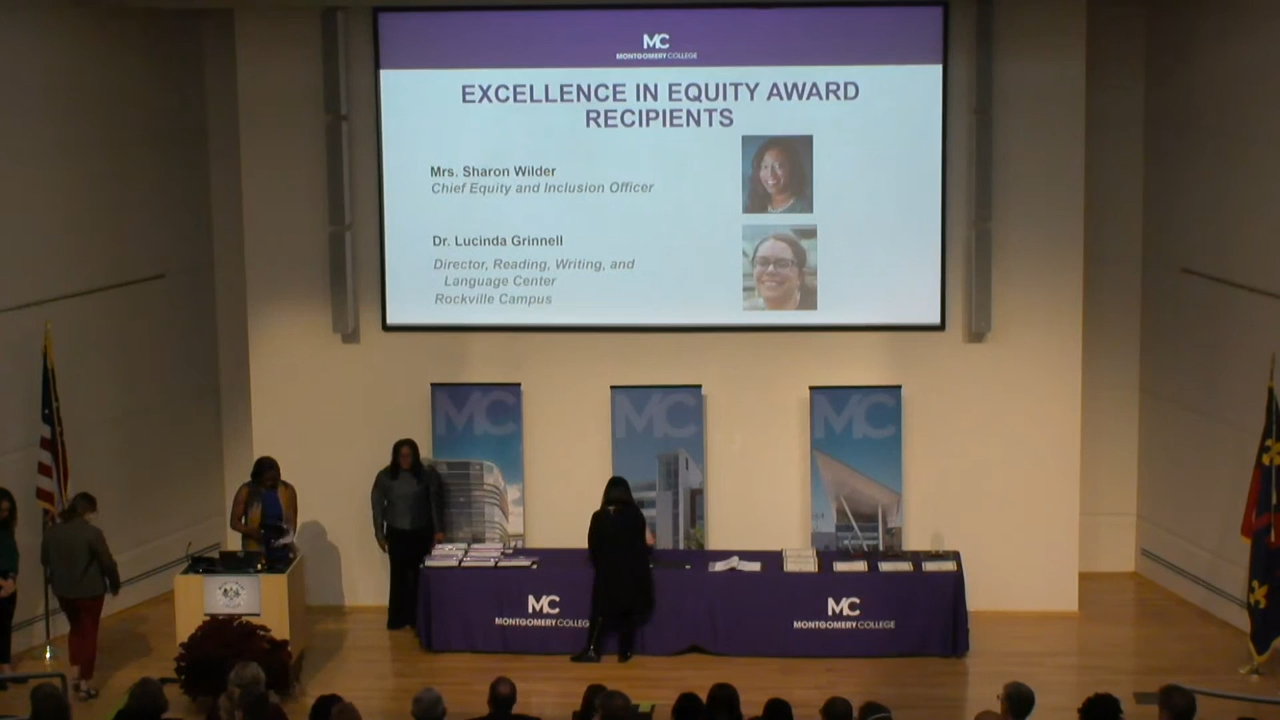 MC
MONTGOMERY COLLEGE
EXCELLENCE IN EQUITY AWARD
RECIPIENTS
Mrs. Sharon Wilder
Chief Equity and Inclusion Officer
Dr. Lucinda Grinnell
Director, Reading, Writing, and
Language Center
Rockville Campus
MC
MC
MC
MC
MONTGOMERY COLLEG
MC
MONTGOMERY COLLEGE